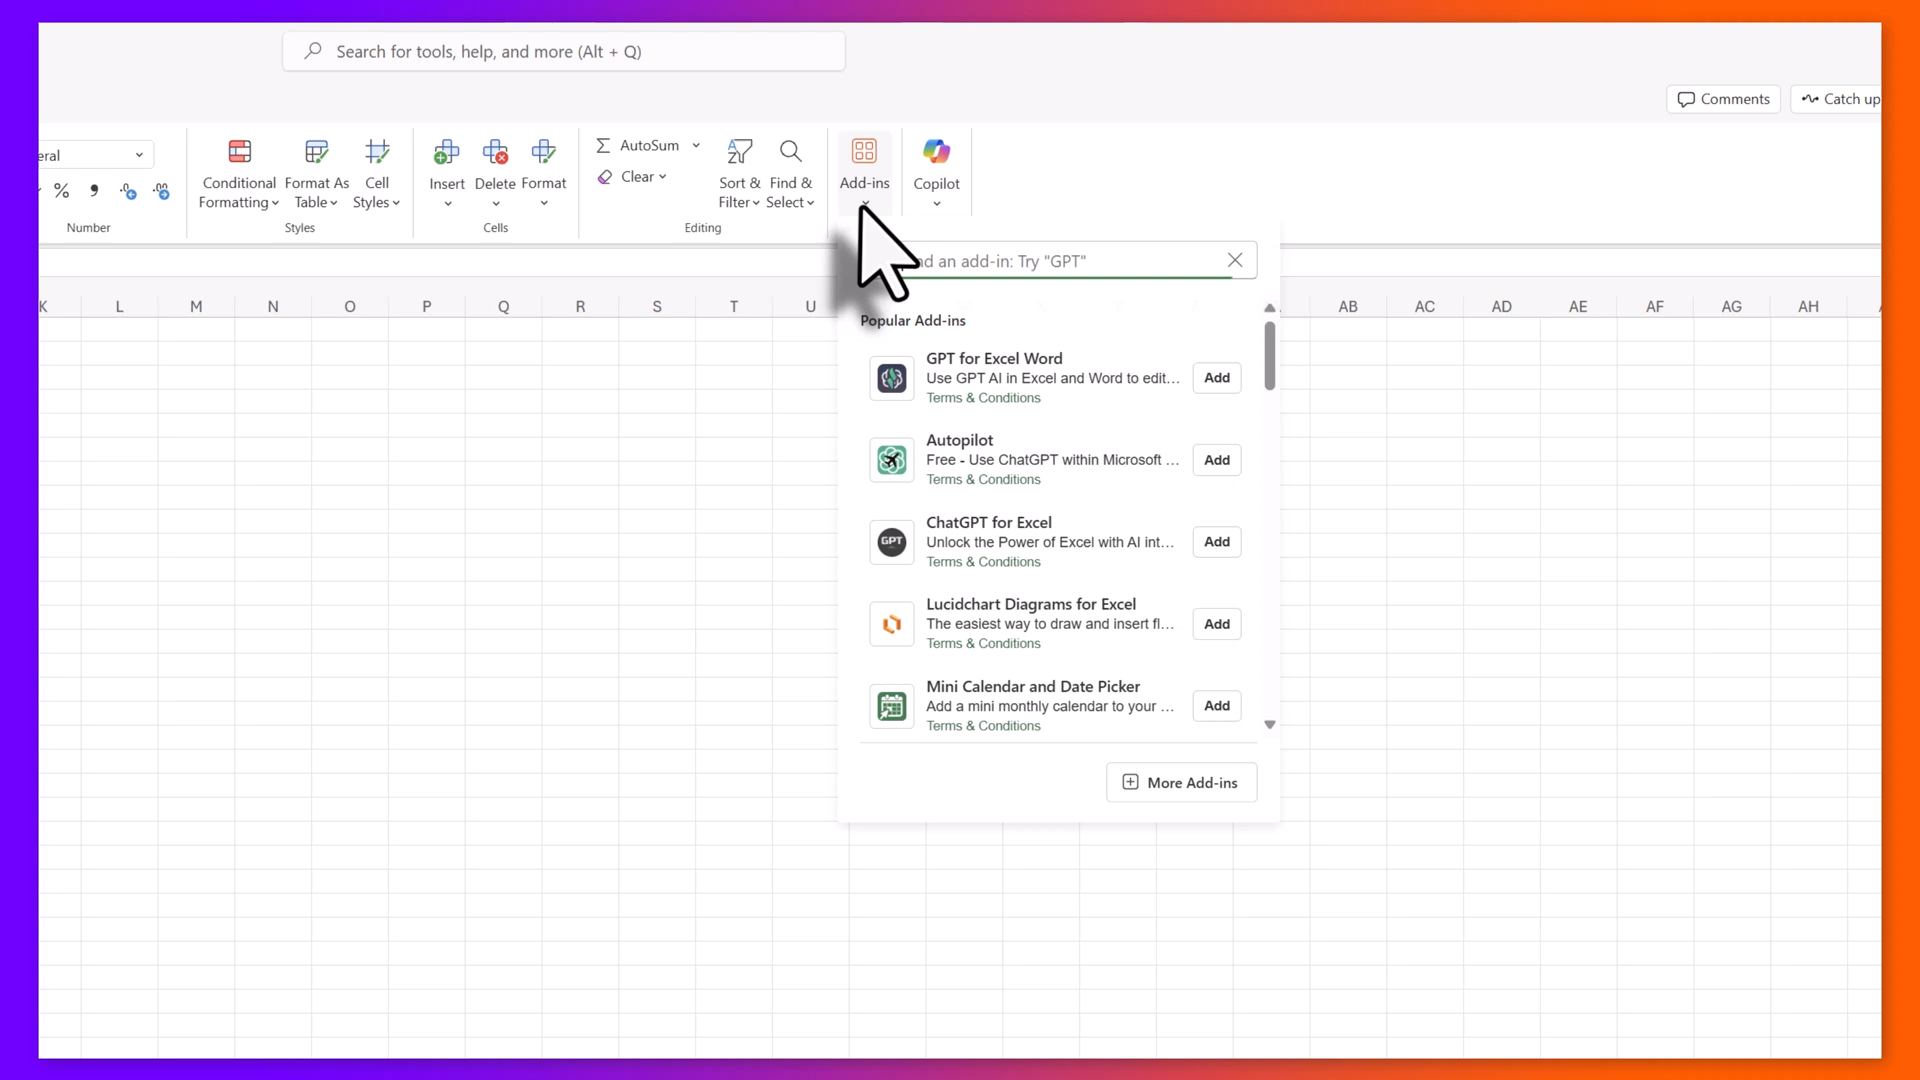 Search for tools, help, and more (Alt + Q)
Comments
Catch up
eral
%
AutoSum
Clear
Conditional Formatting
Format As Table
Cell Styles
Insert
Delete
Format
Sort & Filter
Find & Select
Add-ins
Copilot
Number
Styles
Cells
Editing
an add-in: Try "GPT"
K L M N O P Q R S T U AB AC AD AE AF AG AH
Popular Add-ins
GPT for Excel Word
Use GPT AI in Excel and Word to edit...
Terms & Conditions
Add
Autopilot
Free - Use ChatGPT within Microsoft ...
Terms & Conditions
Add
GPT
ChatGPT for Excel
Unlock the Power of Excel with AI int...
Terms & Conditions
Add
Lucidchart Diagrams for Excel
The easiest way to draw and insert fl...
Terms & Conditions
Add
Mini Calendar and Date Picker
Add a mini monthly calendar to your ...
Terms & Conditions
Add
More Add-ins